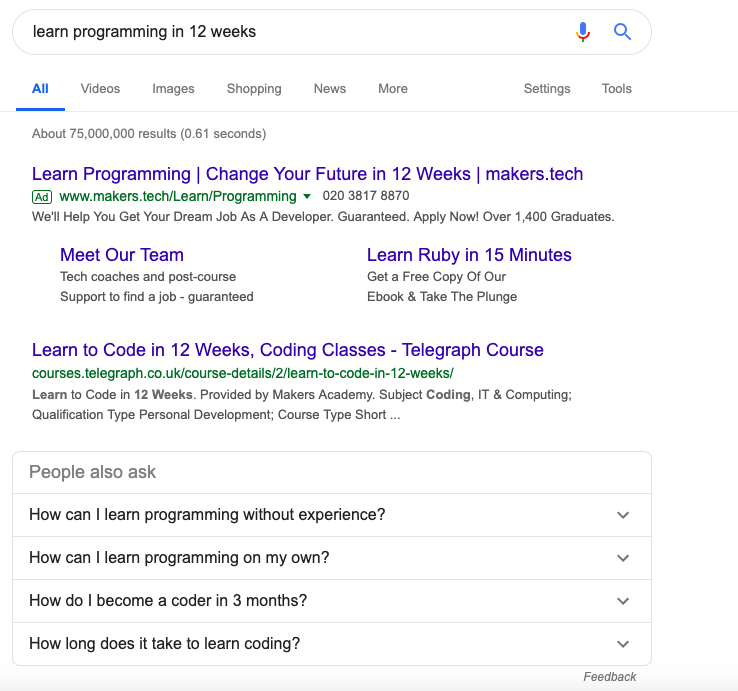 learn programming in 12 weeks
All Videos Images Shopping News More Settings Tools
About 75,000,000 results (0.61 seconds)
Learn Programming | Change Your Future in 12 Weeks | makers.tech
Ad www.makers.tech/Learn/Programming 020 3817 8870
We'll Help You Get Your Dream Job As A Developer. Guaranteed. Apply Now! Over 1,400 Graduates.
Meet Our Team
Tech coaches and post-course
Support to find a job - guaranteed
Learn Ruby in 15 Minutes
Get a Free Copy Of Our
Ebook & Take The Plunge
Learn to Code in 12 Weeks, Coding Classes - Telegraph Course
courses.telegraph.co.uk/course-details/2/learn-to-code-in-12-weeks/
Learn to Code in 12 Weeks. Provided by Makers Academy. Subject Coding, IT & Computing;
Qualification Type Personal Development; Course Type Short ...
People also ask
How can I learn programming without experience?
How can I learn programming on my own?
How do I become a coder in 3 months?
How long does it take to learn coding?
Feedback